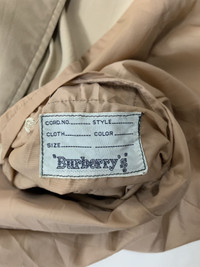 CORD.NO........... STYLE...........
CLOTH........... COLOR...........
SIZE ...........
"Burberry's